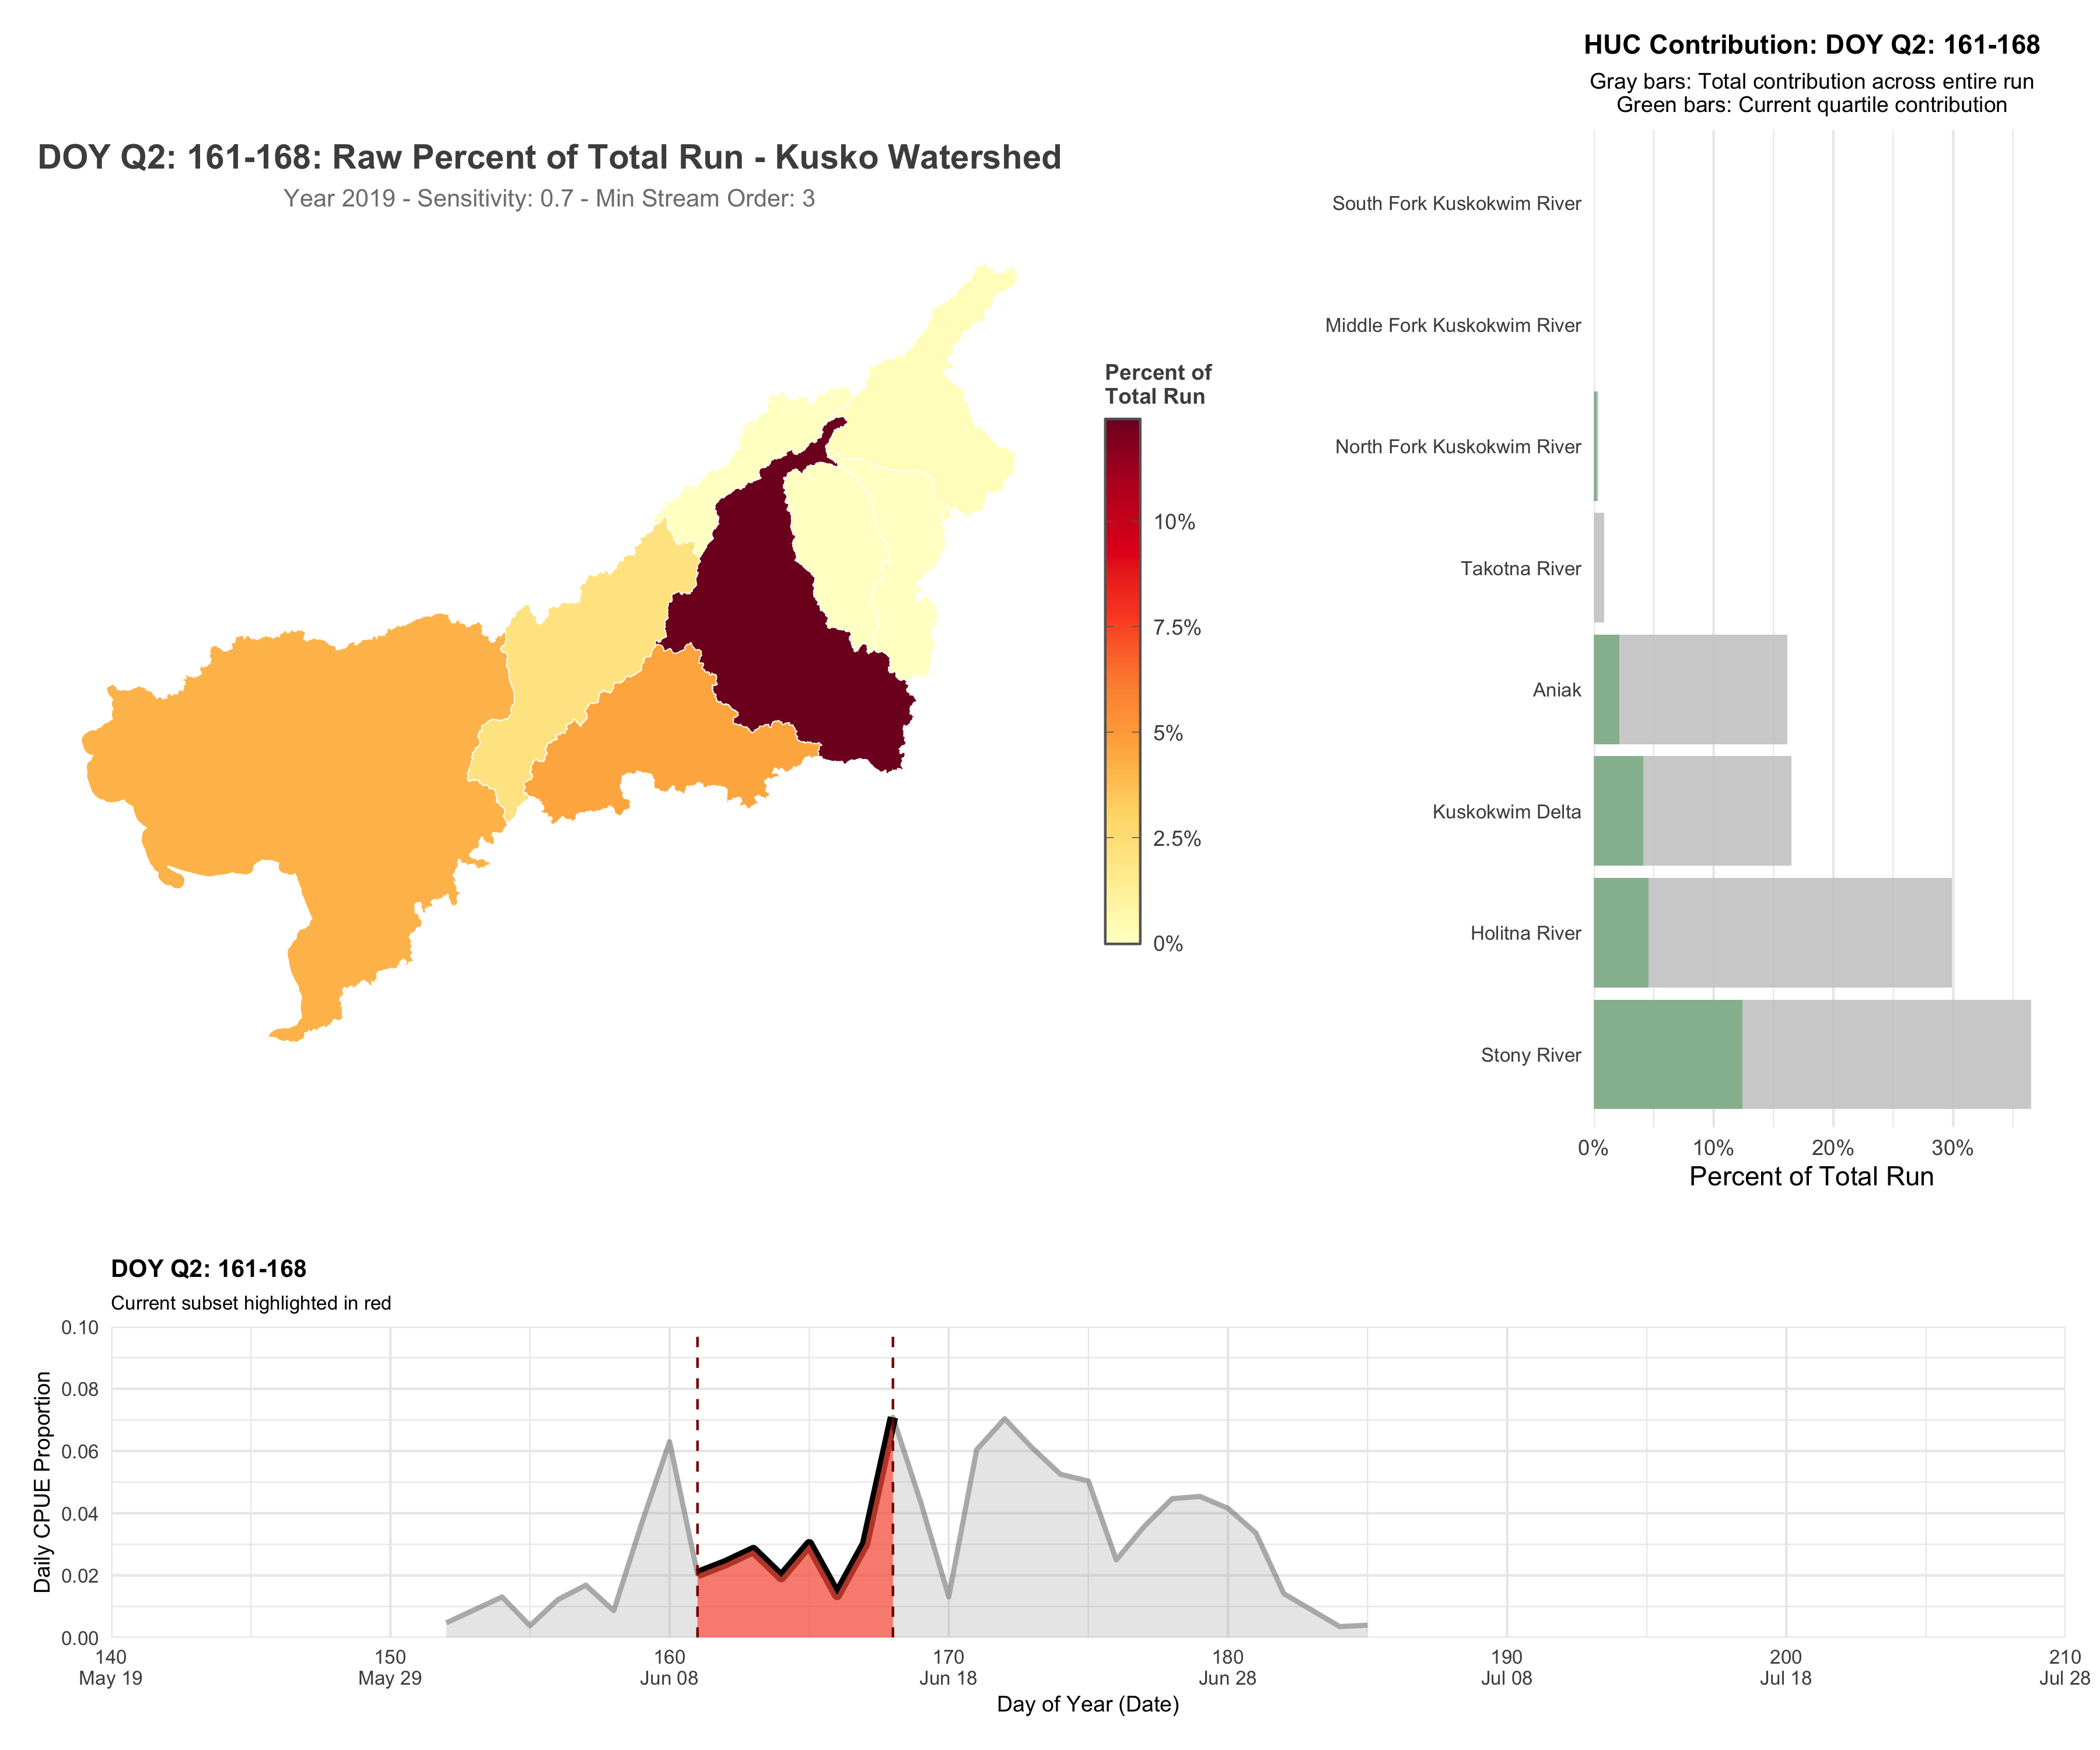 HUC Contribution: DOY Q2: 161-168
Gray bars: Total contribution across entire run
Green bars: Current quartile contribution
DOY Q2: 161-168: Raw Percent of Total Run - Kusko Watershed
Year 2019 - Sensitivity: 0.7 - Min Stream Order: 3
Percent of
Total Run
10%
7.5%
5%
2.5%
0%
South Fork Kuskokwim River
Middle Fork Kuskokwim River
North Fork Kuskokwim River
Takotna River
Aniak
Kuskokwim Delta
Holitna River
Stony River
0% 10% 20% 30%
Percent of Total Run
DOY Q2: 161-168
Current subset highlighted in red
Daily CPUE Proportion
0.10
0.08
0.06
0.04
0.02
0.00
140 150 160 170 180 190 200 210
May 19 May 29 Jun 08 Jun 18 Jun 28 Jul 08 Jul 18 Jul 28
Day of Year (Date)